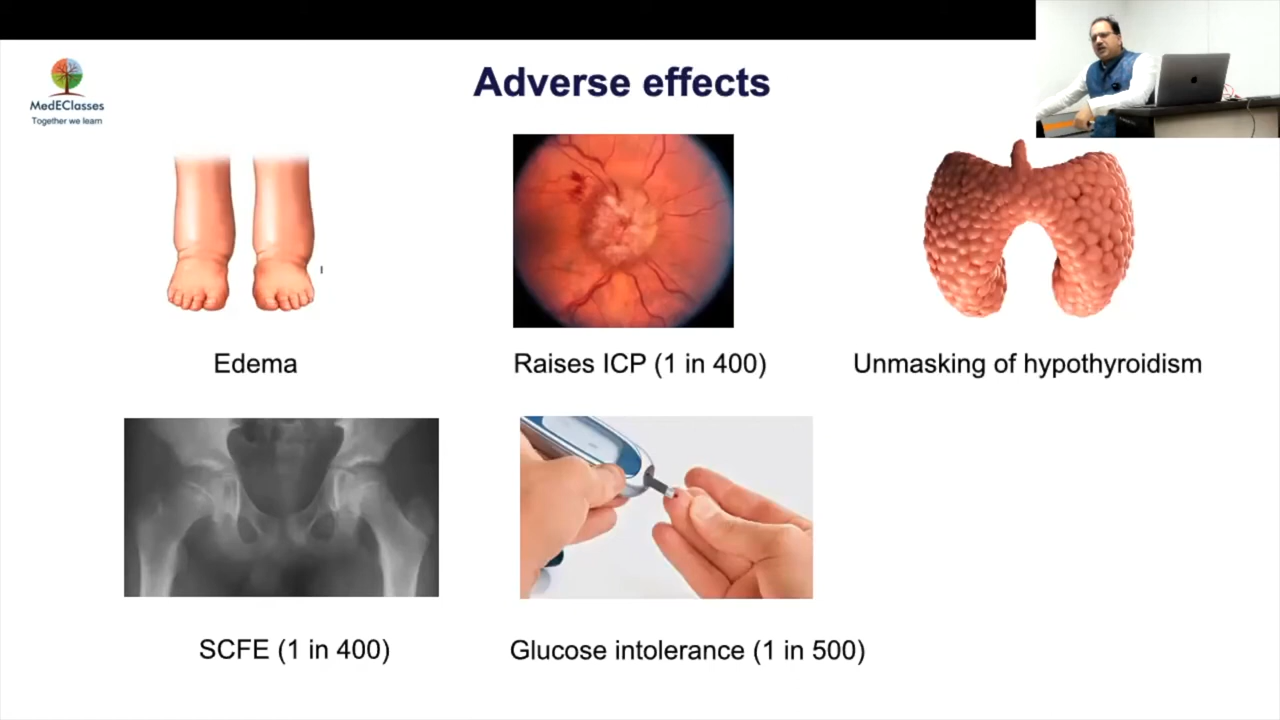 MedEClasses
Together we learn
Adverse effects
Edema
Raises ICP (1 in 400)
Unmasking of hypothyroidism
SCFE (1 in 400)
Glucose intolerance (1 in 500)